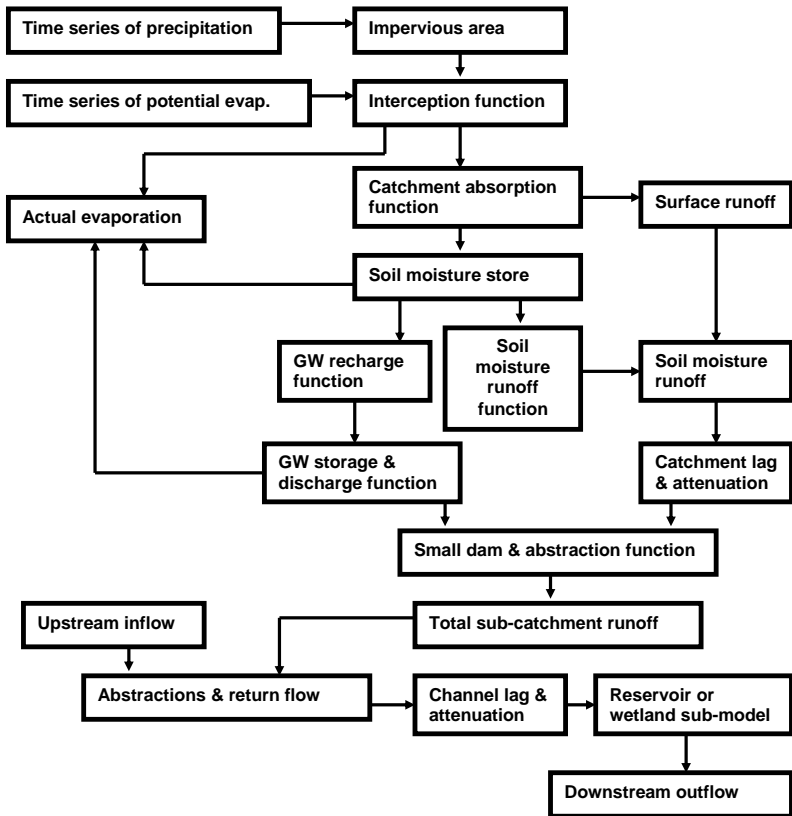 Time series of precipitation
Impervious area
Time series of potential evap.
Interception function
Catchment absorption
function
Surface runoff
Actual evaporation
Soil moisture store
GW recharge
function
Soil
moisture
runoff
function
Soil moisture
runoff
GW storage &
discharge function
Catchment lag
& attenuation
Small dam & abstraction function
Upstream inflow
Total sub-catchment runoff
Abstractions & return flow
Channel lag &
attenuation
Reservoir or
wetland sub-model
Downstream outflow